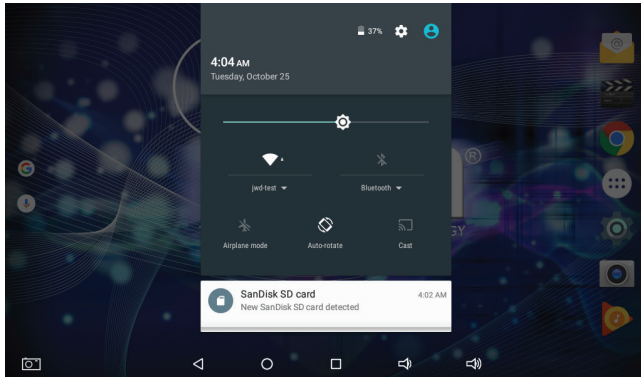 37%
4:04 AM
Tuesday, October 25
jwd-test
Bluetooth
Airplane mode
Auto-rotate
Cast
SanDisk SD card
4:02 AM
New SanDisk SD card detected
GY
®
G